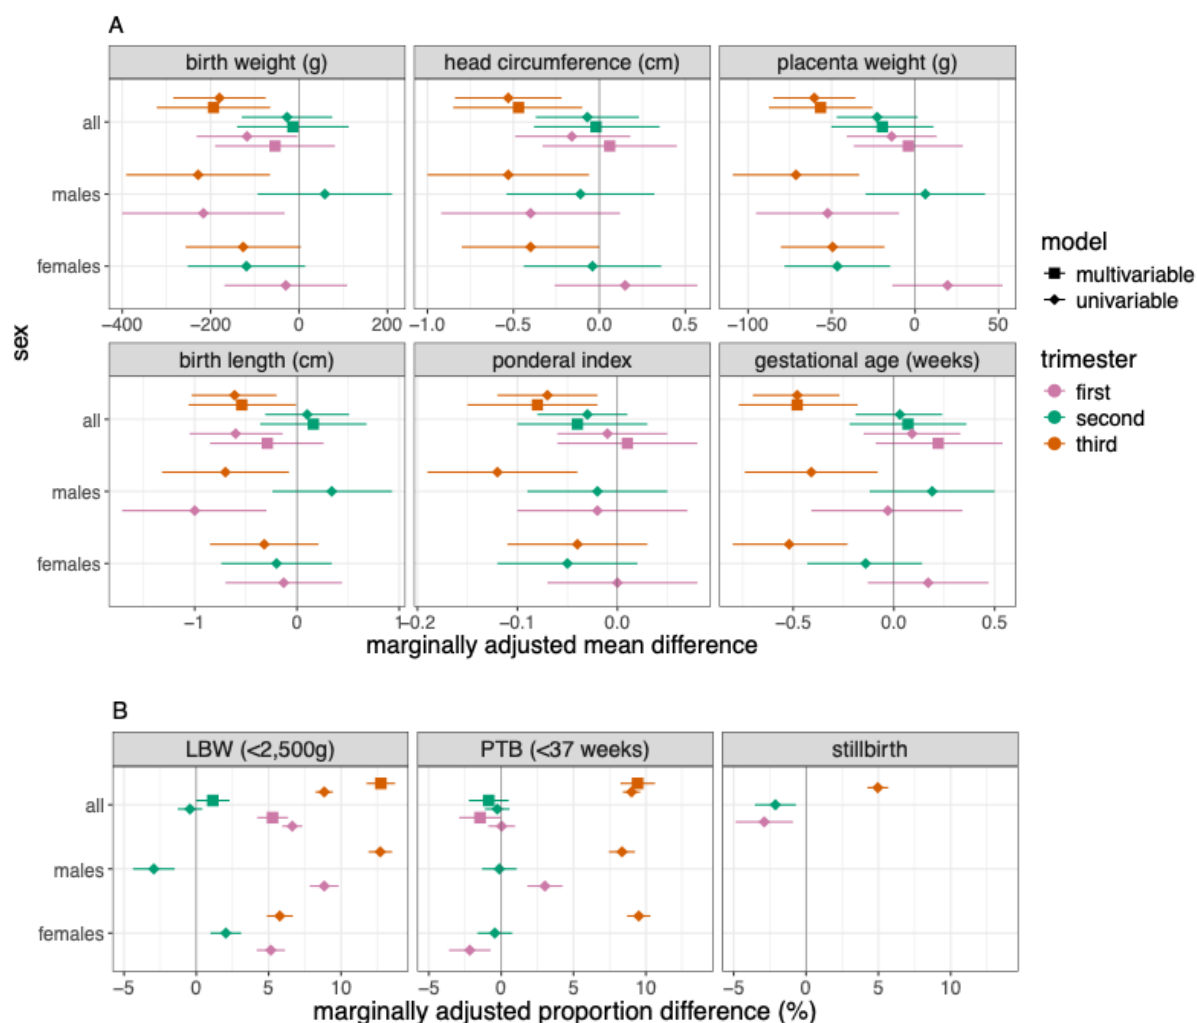 A
birth weight (g)
head circumference (cm)
placenta weight (g)
all
males
females
−400 −200 0 200
−1.0 −0.5 0.0 0.5
−100 −50 0 50
sex
birth length (cm)
ponderal index
gestational age (weeks)
all
males
females
−1 0 1
−0.2 −0.1 0.0
−0.5 0.0 0.5
marginally adjusted mean difference
model
multivariable
univariable
trimester
first
second
third
B
LBW (<2,500g)
PTB (<37 weeks)
stillbirth
all
males
females
−5 0 5 10
−5 0 5 10
−5 0 5 10
marginally adjusted proportion difference (%)